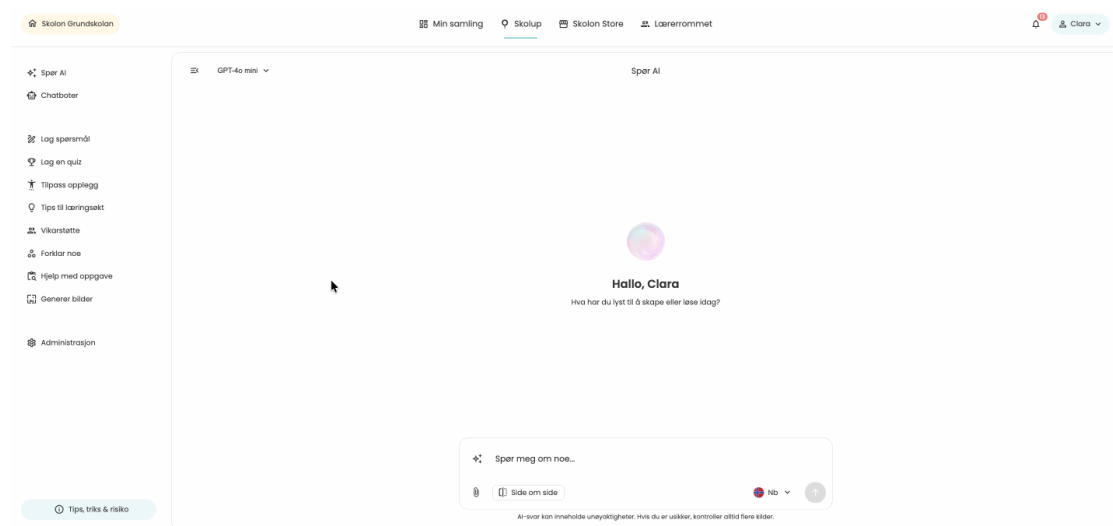 Skolon Grundskolan
Min samling
Skolup
Skolon Store
Lærerrommet
Clara
Spør AI
Chatboter
Lag spørsmål
Lag en quiz
Tilpass opplegg
Tips til læringsøkt
Vikarstøtte
Forklar noe
Hjelp med oppgave
Generer bilder
Administrasjon
Tips, triks & risiko
GPT-4o mini
Spør AI
Hallo, Clara
Hva har du lyst til å skape eller løse idag?
Spør meg om noe...
Side om side
Nb
AI-svar kan inneholde unøyaktigheter. Hvis du er usikker, kontroller alltid flere kilder.